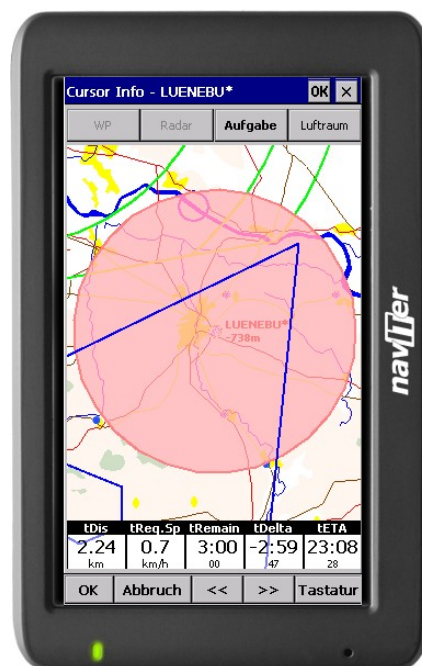 Cursor Info - LUENEBU* OK ×
WP Radar Aufgabe Luftraum
LUENEBU*
-738m
tDis tReq.Sp tRemain tDelta tETA
2.24 0.7 3:00 -2:59 23:08
km km/h 00 47 28
OK Abbruch << >> Tastatur
naviter